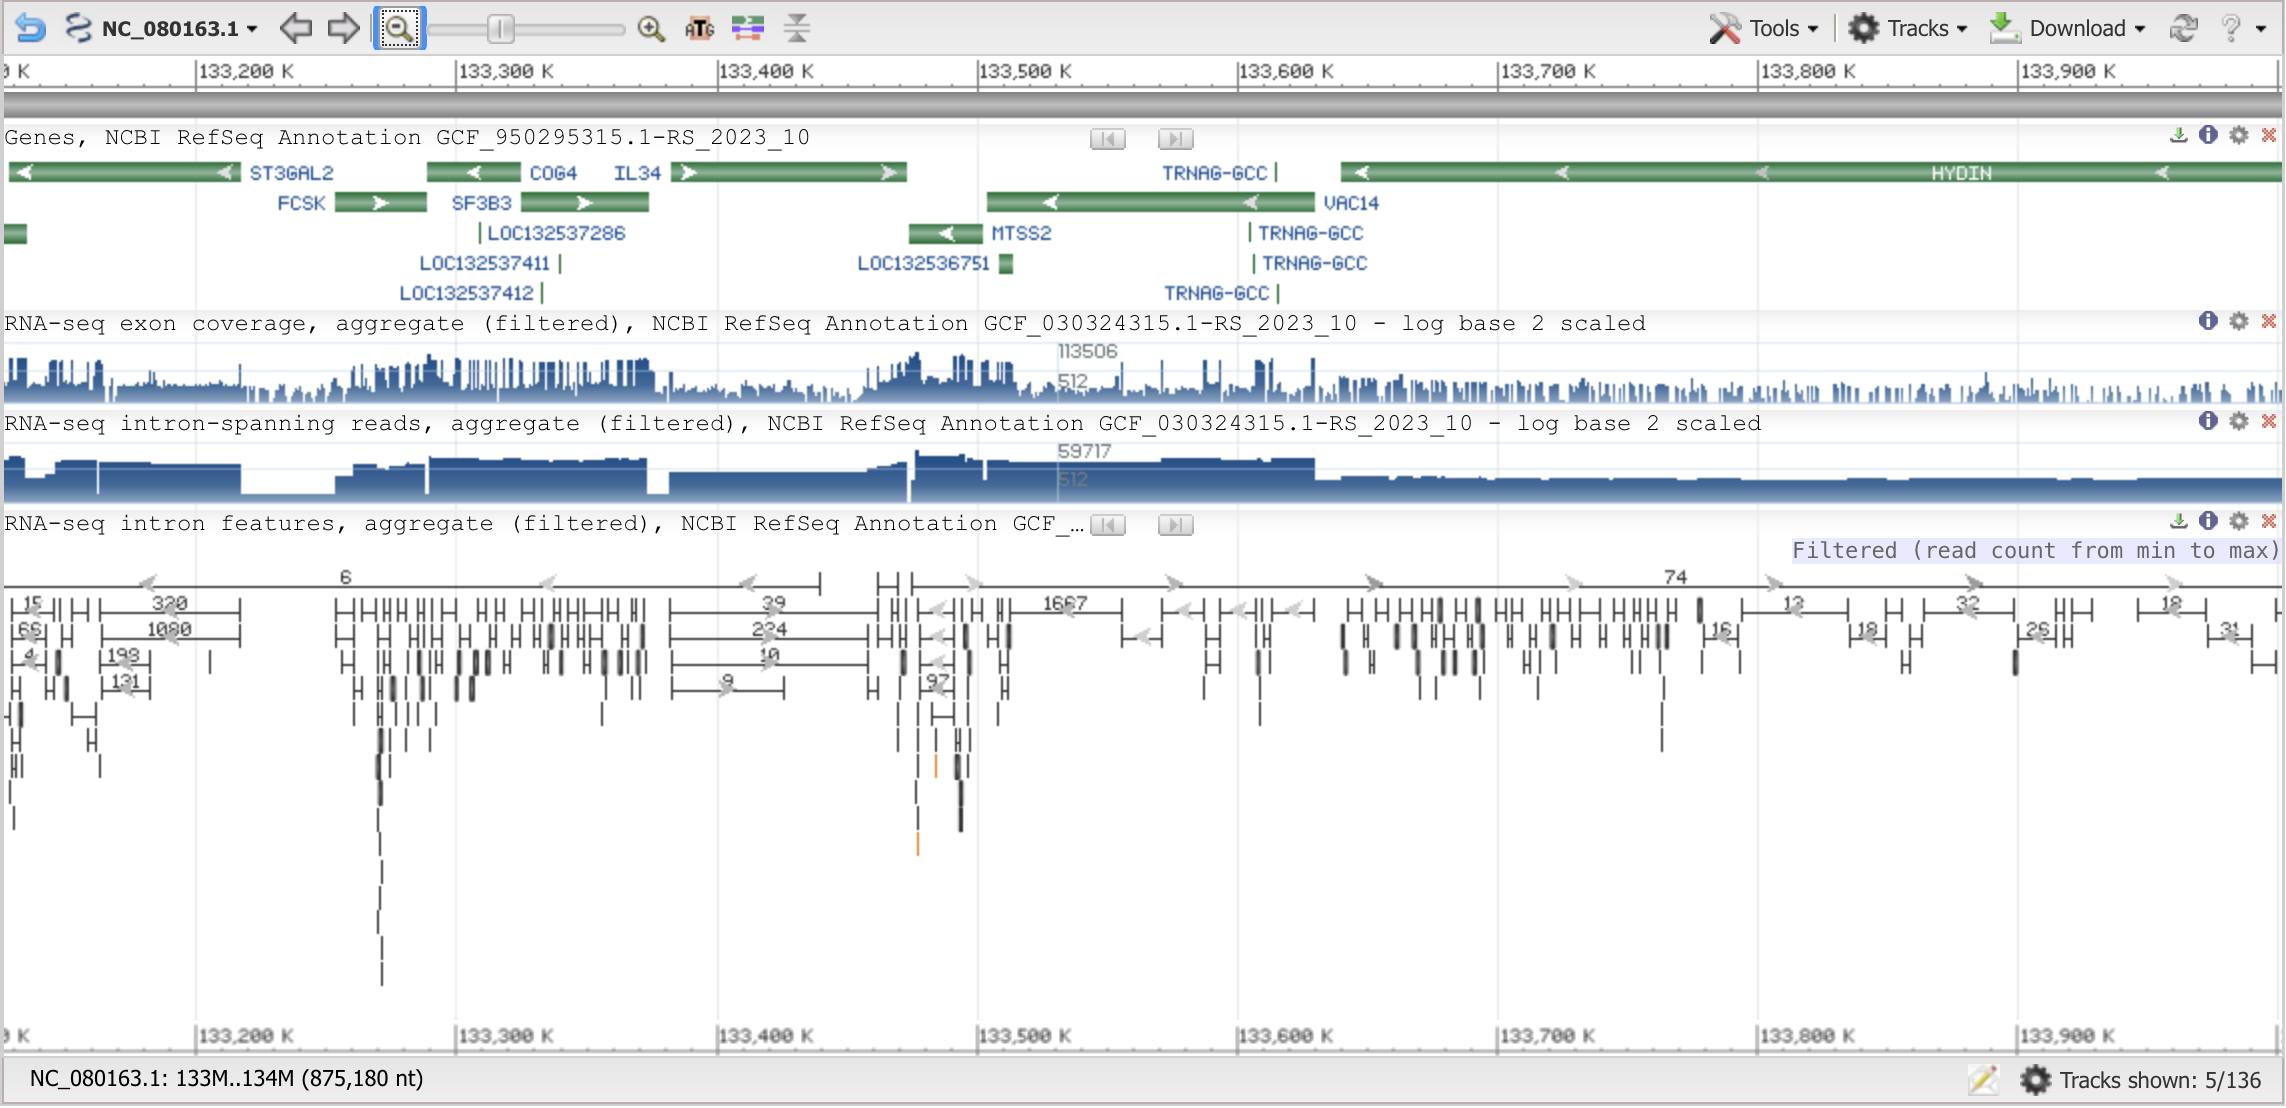 NC_080163.1 ATG Tools Tracks Download ?
0 K 133,200 K 133,300 K 133,400 K 133,500 K 133,600 K 133,700 K 133,800 K 133,900 K
Genes, NCBI RefSeq Annotation GCF_950295315.1-RS_2023_10
ST3GAL2 COG4 IL34 TRNAG-GCC HYDIN
FCSK SF3B3 VAC14
LOC132537286 MTSS2 TRNAG-GCC
LOC132537411 LOC132536751 TRNAG-GCC
LOC132537412 TRNAG-GCC
RNA-seq exon coverage, aggregate (filtered), NCBI RefSeq Annotation GCF_030324315.1-RS_2023_10 - log base 2 scaled
113506
512
RNA-seq intron-spanning reads, aggregate (filtered), NCBI RefSeq Annotation GCF_030324315.1-RS_2023_10 - log base 2 scaled
59717
512
RNA-seq intron features, aggregate (filtered), NCBI RefSeq Annotation GCF_…
Filtered (read count from min to max)
6 74
15 320 39 1667 12 32 18
66 1080 224 16 18 26 31
4 193 10
131 9 97
0 K 133,200 K 133,300 K 133,400 K 133,500 K 133,600 K 133,700 K 133,800 K 133,900 K
NC_080163.1: 133M..134M (875,180 nt) Tracks shown: 5/136